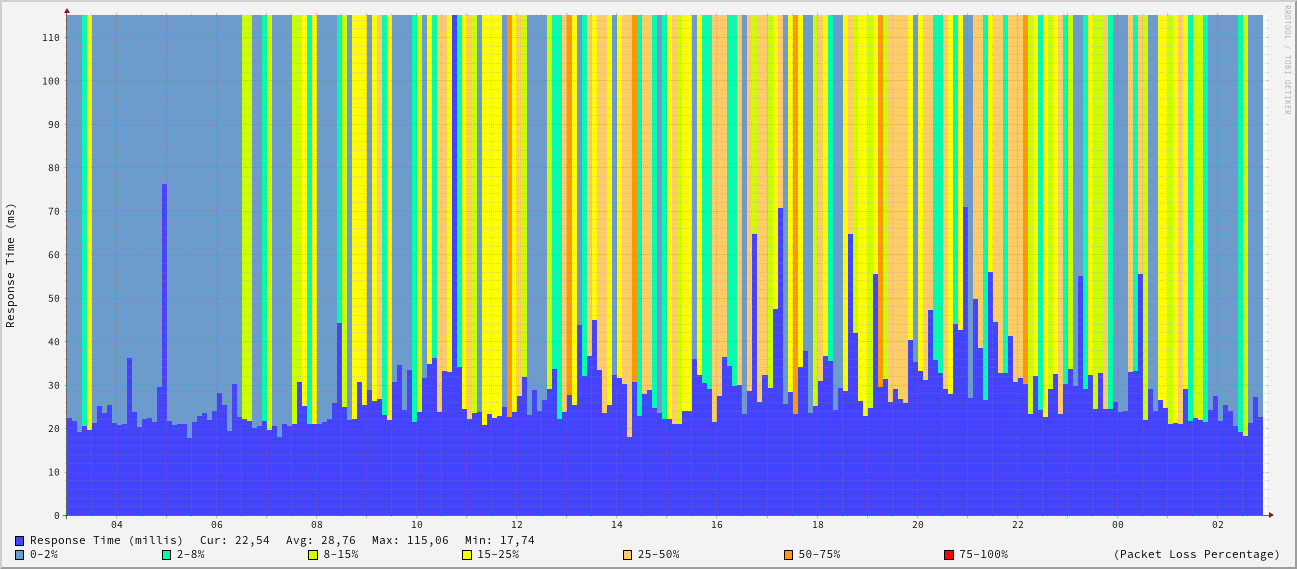 RRDTOOL / TOBI OETIKER
Response Time (ms)
110
100
90
80
70
60
50
40
30
20
10
0
04 06 08 10 12 14 16 18 20 22 00 02
Response Time (millis) Cur: 22,54 Avg: 28,76 Max: 115,06 Min: 17,74
0-2% 2-8% 8-15% 15-25% 25-50% 50-75% 75-100% (Packet Loss Percentage)